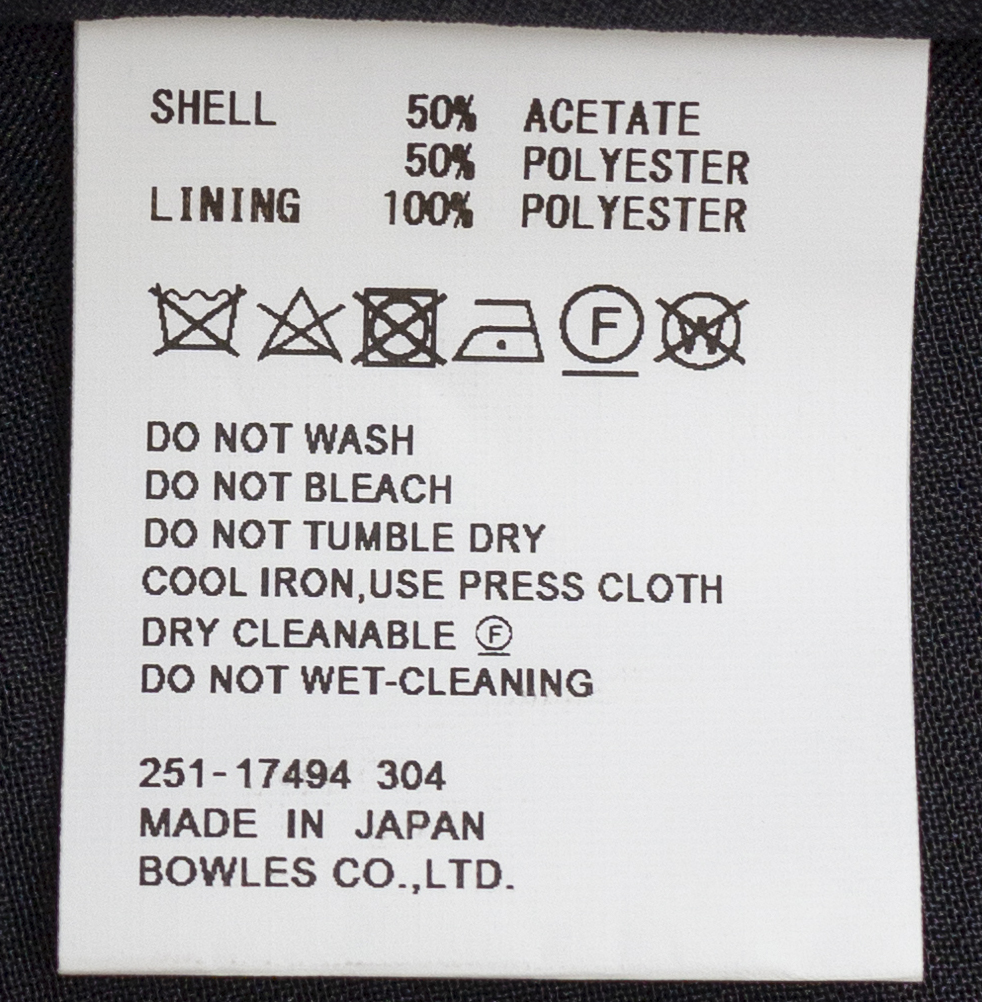 SHELL 50% ACETATE
50% POLYESTER
LINING 100% POLYESTER
F W
DO NOT WASH
DO NOT BLEACH
DO NOT TUMBLE DRY
COOL IRON,USE PRESS CLOTH
DRY CLEANABLE Ⓕ
DO NOT WET-CLEANING
251-17494 304
MADE IN JAPAN
BOWLES CO.,LTD.